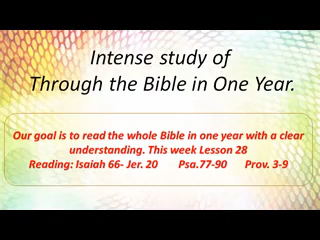 Intense study of
Through the Bible in One Year.
Our goal is to read the whole Bible in one year with a clear
understanding. This week Lesson 28
Reading: Isaiah 66- Jer. 20 Psa.77-90 Prov. 3-9